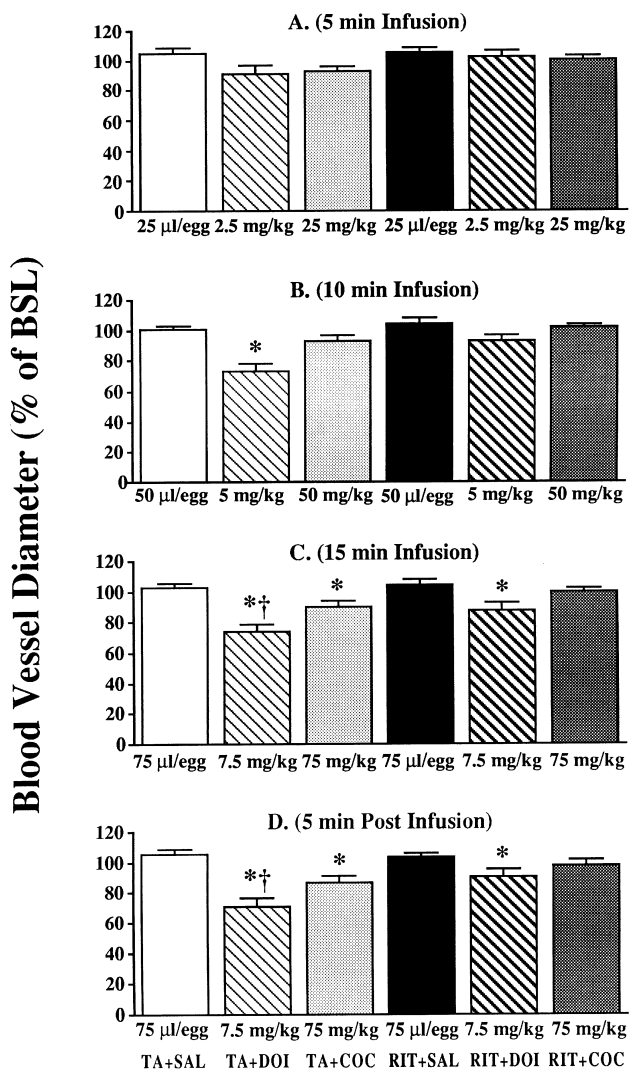 Blood Vessel Diameter (% of BSL)
A. (5 min Infusion)
120
100
80
60
40
20
0
25 µl/egg 2.5 mg/kg 25 mg/kg 25 µl/egg 2.5 mg/kg 25 mg/kg
B. (10 min Infusion)
120
100
80
60
40
20
0
*
50 µl/egg 5 mg/kg 50 mg/kg 50 µl/egg 5 mg/kg 50 mg/kg
C. (15 min Infusion)
120
100
80
60
40
20
0
*† * *
75 µl/egg 7.5 mg/kg 75 mg/kg 75 µl/egg 7.5 mg/kg 75 mg/kg
D. (5 min Post Infusion)
120
100
80
60
40
20
0
*† * *
75 µl/egg 7.5 mg/kg 75 mg/kg 75 µl/egg 7.5 mg/kg 75 mg/kg
TA+SAL TA+DOI TA+COC RIT+SAL RIT+DOI RIT+COC